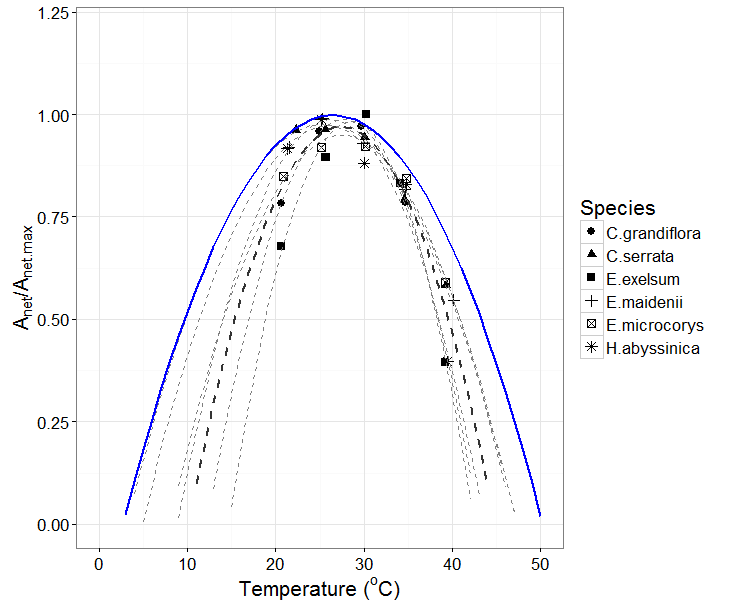 1.25
1.00
0.75
0.50
0.25
0.00
Anet/Anet.max
0 10 20 30 40 50
Temperature (°C)
Species
C.grandiflora
C.serrata
E.exelsum
E.maidenii
E.microcorys
H.abyssinica